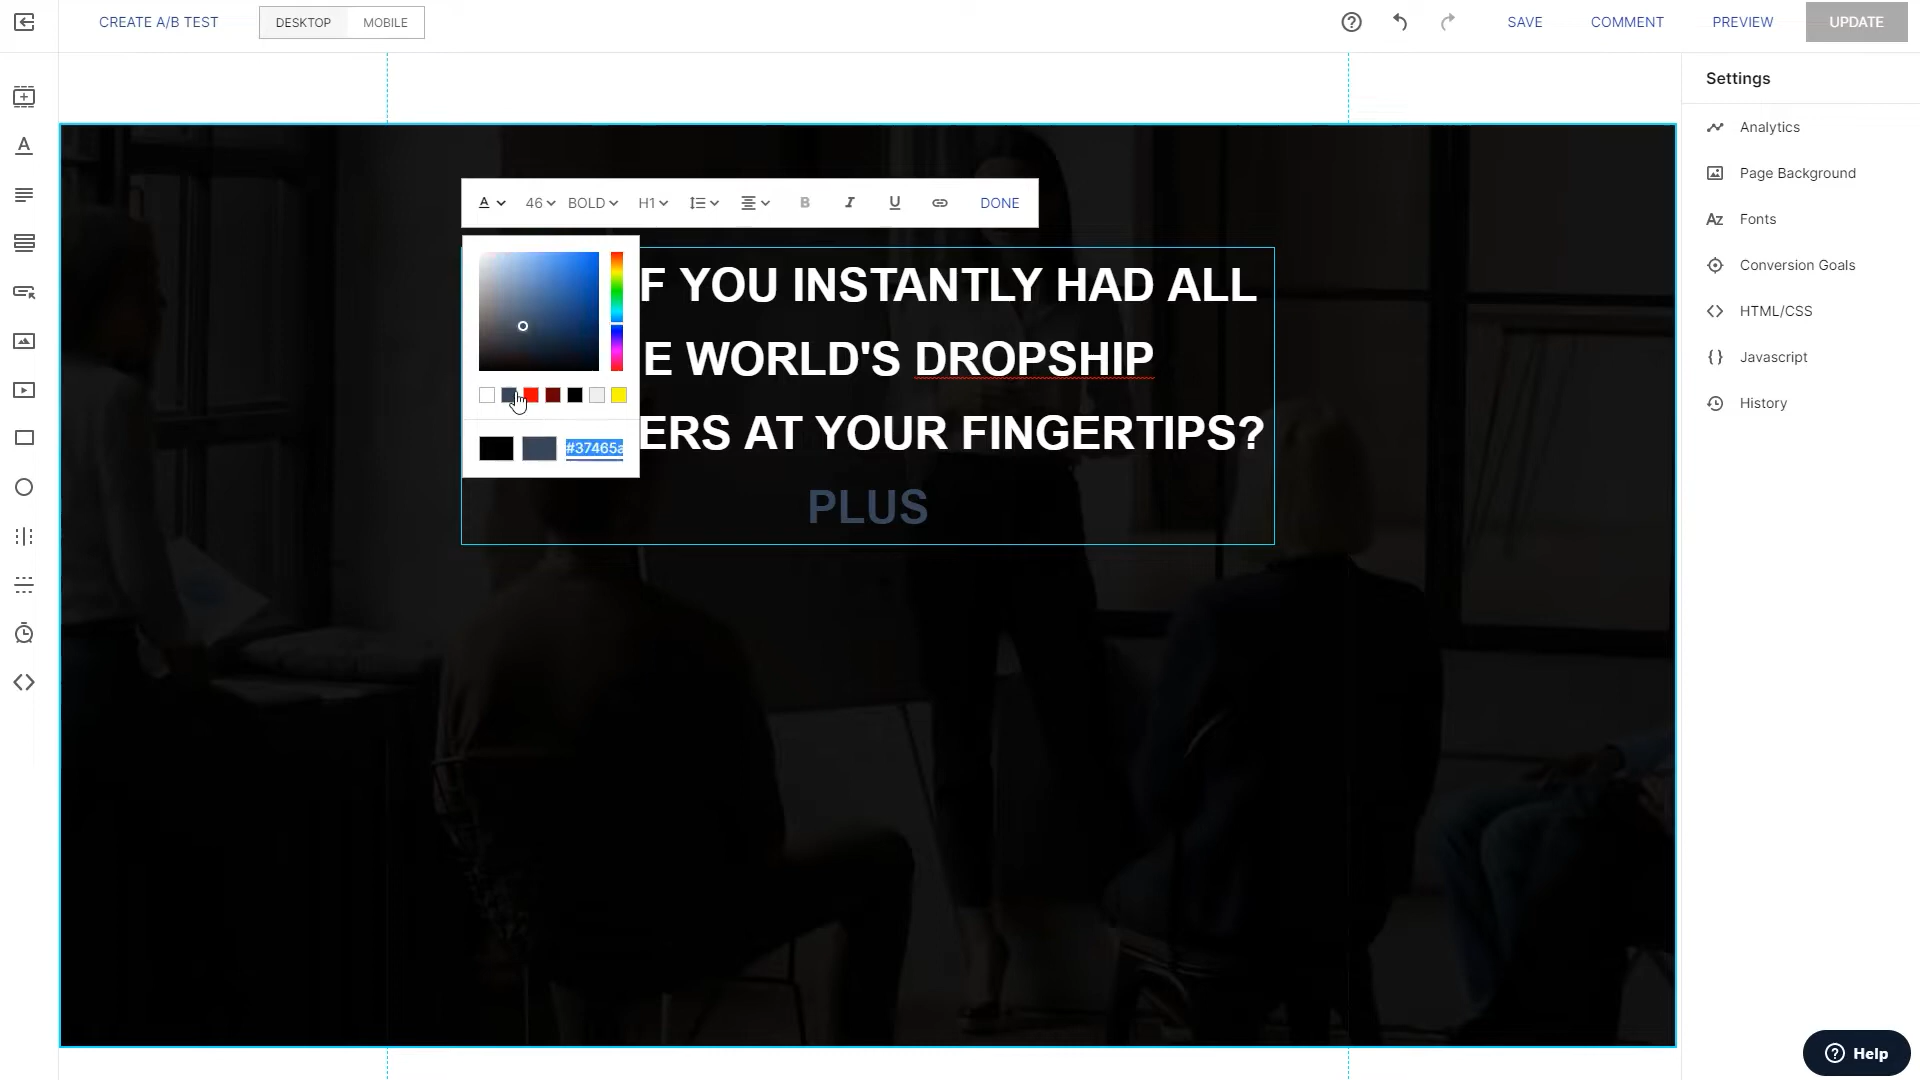 CREATE A/B TEST
DESKTOP
MOBILE
SAVE
COMMENT
PREVIEW
UPDATE
Settings
Analytics
Page Background
Fonts
Conversion Goals
HTML/CSS
Javascript
History
A
46
BOLD
H1
B
I
U
DONE
F YOU INSTANTLY HAD ALL
E WORLD'S DROPSHIP
ERS AT YOUR FINGERTIPS?
PLUS
#37465a
Help